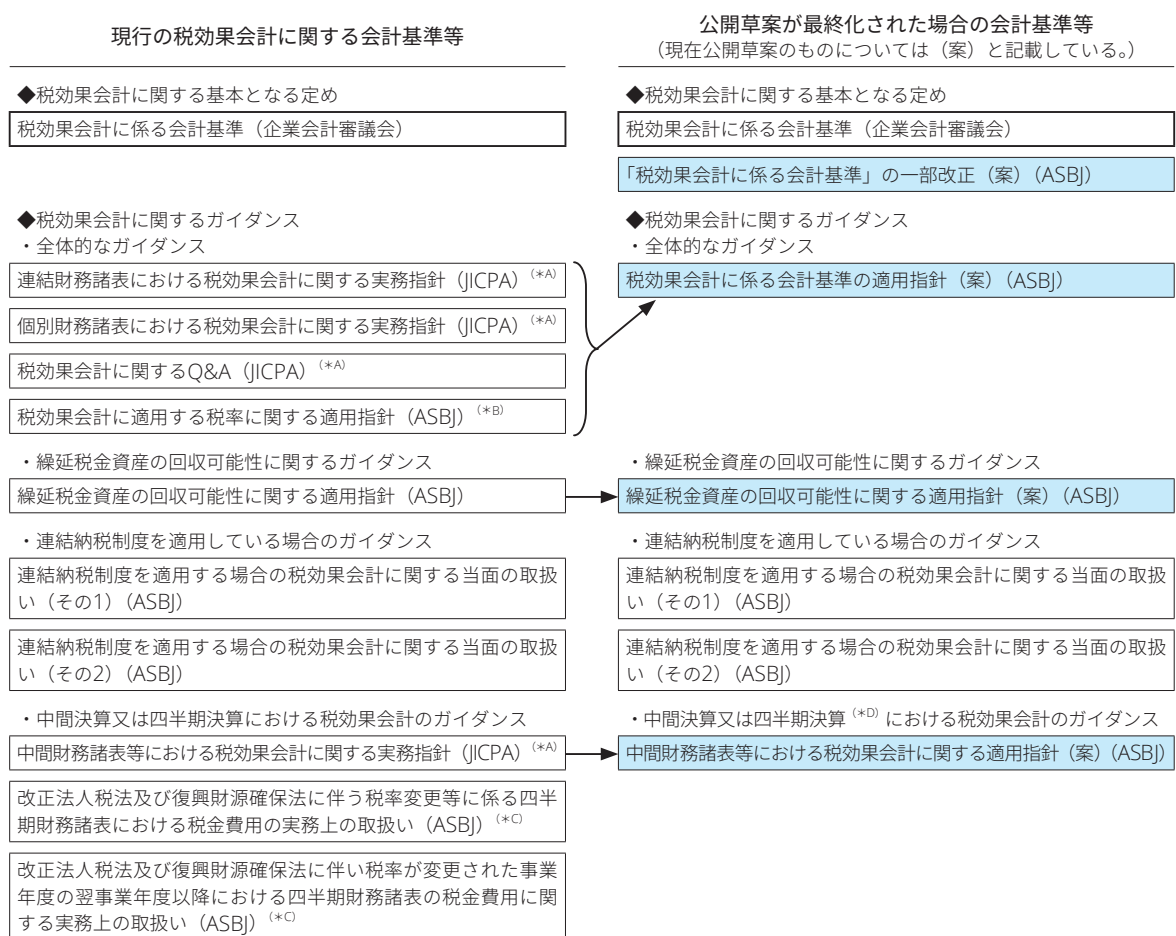 現行の税効果会計に関する会計基準等
◆税効果会計に関する基本となる定め
税効果会計に係る会計基準（企業会計審議会）
◆税効果会計に関するガイダンス
・全体的なガイダンス
連結財務諸表における税効果会計に関する実務指針（JICPA）（*A）
個別財務諸表における税効果会計に関する実務指針（JICPA）（*A）
税効果会計に関するQ&A（JICPA）（*A）
税効果会計に適用する税率に関する適用指針（ASBJ）（*B）
・繰延税金資産の回収可能性に関するガイダンス
繰延税金資産の回収可能性に関する適用指針（ASBJ）
・連結納税制度を適用している場合のガイダンス
連結納税制度を適用する場合の税効果会計に関する当面の取扱
い（その1）（ASBJ）
連結納税制度を適用する場合の税効果会計に関する当面の取扱
い（その2）（ASBJ）
・中間決算又は四半期決算における税効果会計のガイダンス
中間財務諸表等における税効果会計に関する実務指針（JICPA）（*A）
改正法人税法及び復興財源確保法に伴う税率変更等に係る四半
期財務諸表における税金費用の実務上の取扱い（ASBJ）（*C）
改正法人税法及び復興財源確保法に伴い税率が変更された事業
年度の翌事業年度以降における四半期財務諸表の税金費用に関
する実務上の取扱い（ASBJ）（*C）
公開草案が最終化された場合の会計基準等
（現在公開草案のものについては（案）と記載している。）
◆税効果会計に関する基本となる定め
税効果会計に係る会計基準（企業会計審議会）
「税効果会計に係る会計基準」の一部改正（案）（ASBJ）
◆税効果会計に関するガイダンス
・全体的なガイダンス
税効果会計に係る会計基準の適用指針（案）（ASBJ）
・繰延税金資産の回収可能性に関するガイダンス
繰延税金資産の回収可能性に関する適用指針（案）（ASBJ）
・連結納税制度を適用している場合のガイダンス
連結納税制度を適用する場合の税効果会計に関する当面の取扱
い（その1）（ASBJ）
連結納税制度を適用する場合の税効果会計に関する当面の取扱
い（その2）（ASBJ）
・中間決算又は四半期決算（*D）における税効果会計のガイダンス
中間財務諸表等における税効果会計に関する適用指針（案）（ASBJ）